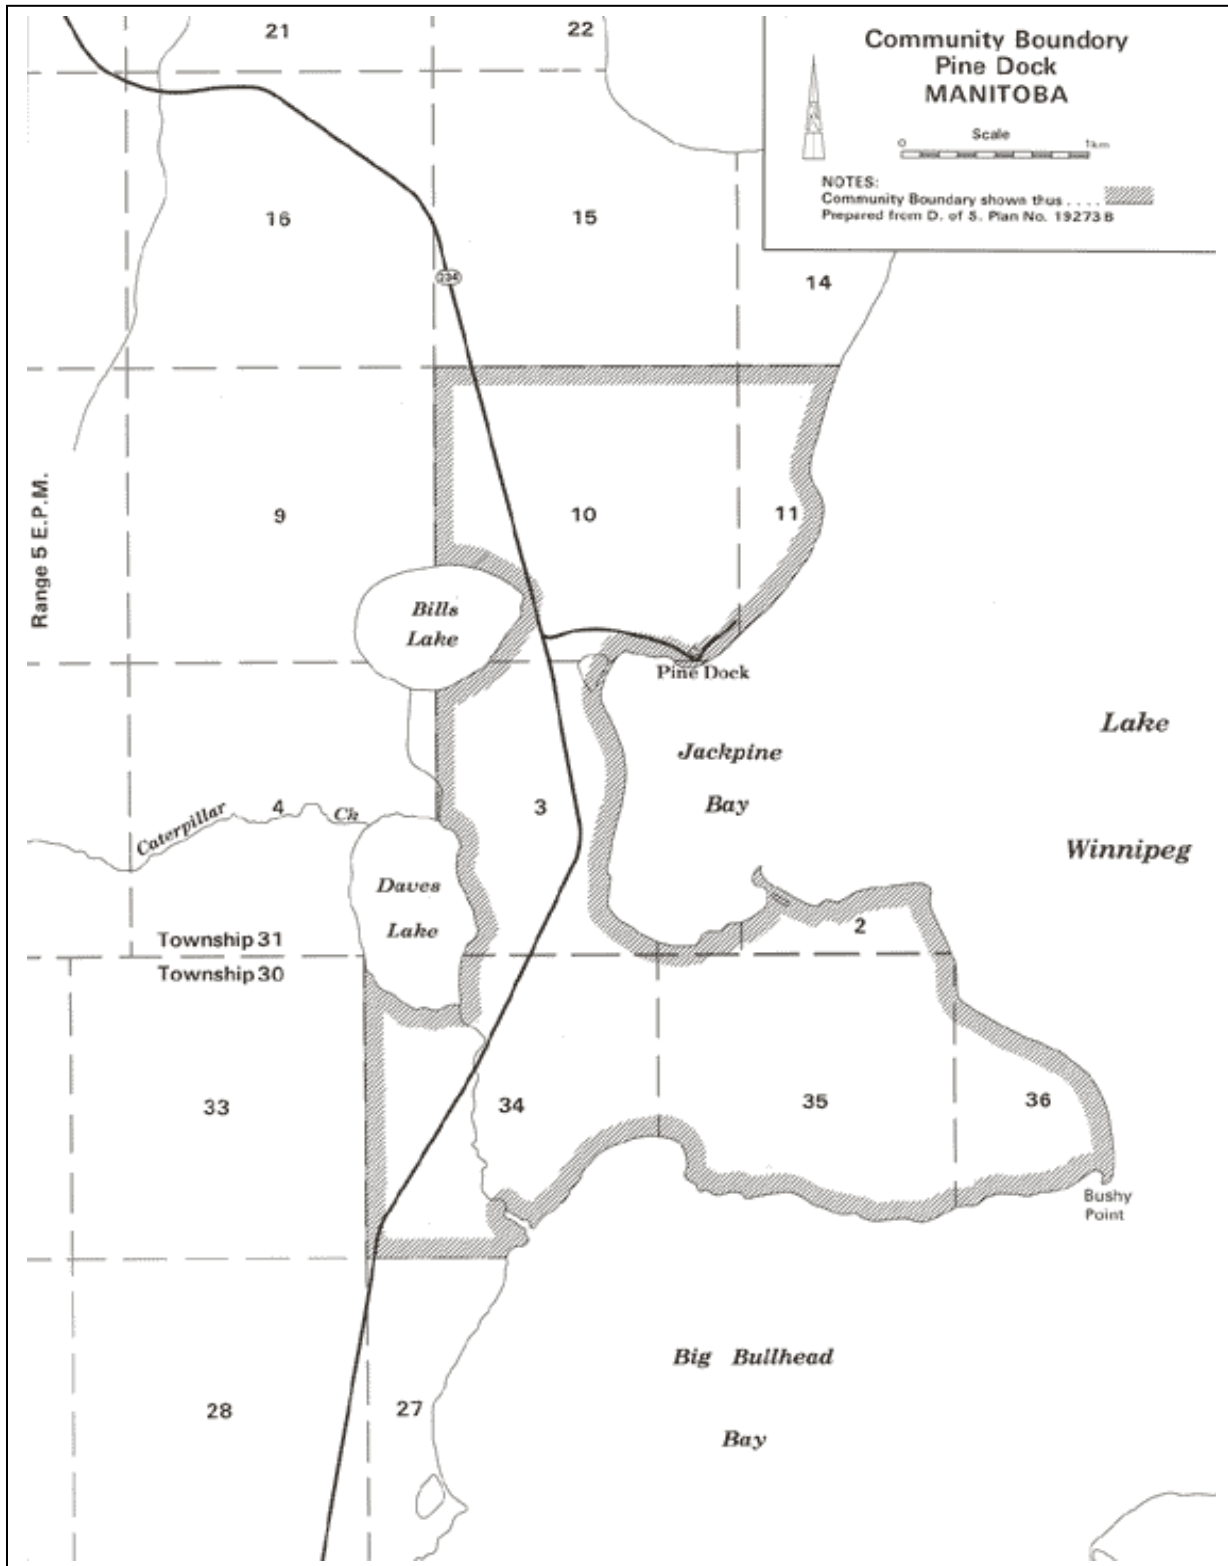 21
22
Community Boundory
Pine Dock
MANITOBA
Scale
0 1km
NOTES:
Community Boundary shown thus . . . .
Prepared from D. of S. Plan No. 19273 B
16
15
14
234
Range 5 E.P.M.
9
10
11
Bills
Lake
Pine Dock
Jackpine
Bay
Lake
Winnipeg
Caterpillar Ck
4
3
Daves
Lake
2
Township 31
Township 30
33
34
35
36
Bushy
Point
Big Bullhead
Bay
28
27